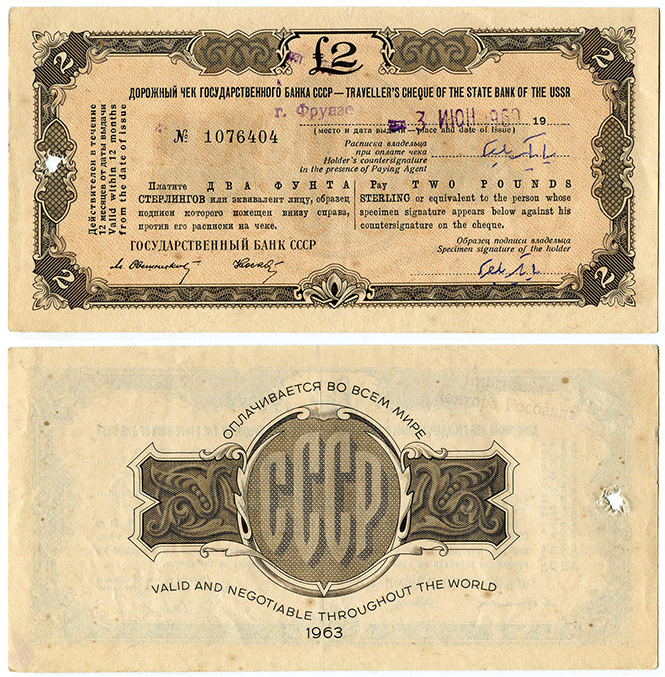 2
£2
2
ДОРОЖНЫЙ ЧЕК ГОСУДАРСТВЕННОГО БАНКА СССР — TRAVELLER'S CHEQUE OF THE STATE BANK OF THE USSR
г. Фрунзе
3 ИЮН 19
(место и дата выдачи — place and date of issue)
№ 1076404
Расписка владельца
при оплате чека
Holder's countersignature
in the presence of Paying Agent
Действителен в течение
12 месяцев от даты выдачи
Valid within 12 months
from the date of issue
Платите ДВА ФУНТА
СТЕРЛИНГОВ или эквивалент лицу, образец
подписи которого помещен внизу справа,
против его расписки на чеке.
Pay TWO POUNDS
STERLING or equivalent to the person whose
specimen signature appears below against his
countersignature on the cheque.
ГОСУДАРСТВЕННЫЙ БАНК СССР
Образец подписи владельца
Specimen signature of the holder
2
2
Контора Госбанка
ОПЛАЧИВАЕТСЯ ВО ВСЕМ МИРЕ
СССР
VALID AND NEGOTIABLE THROUGHOUT THE WORLD
1963